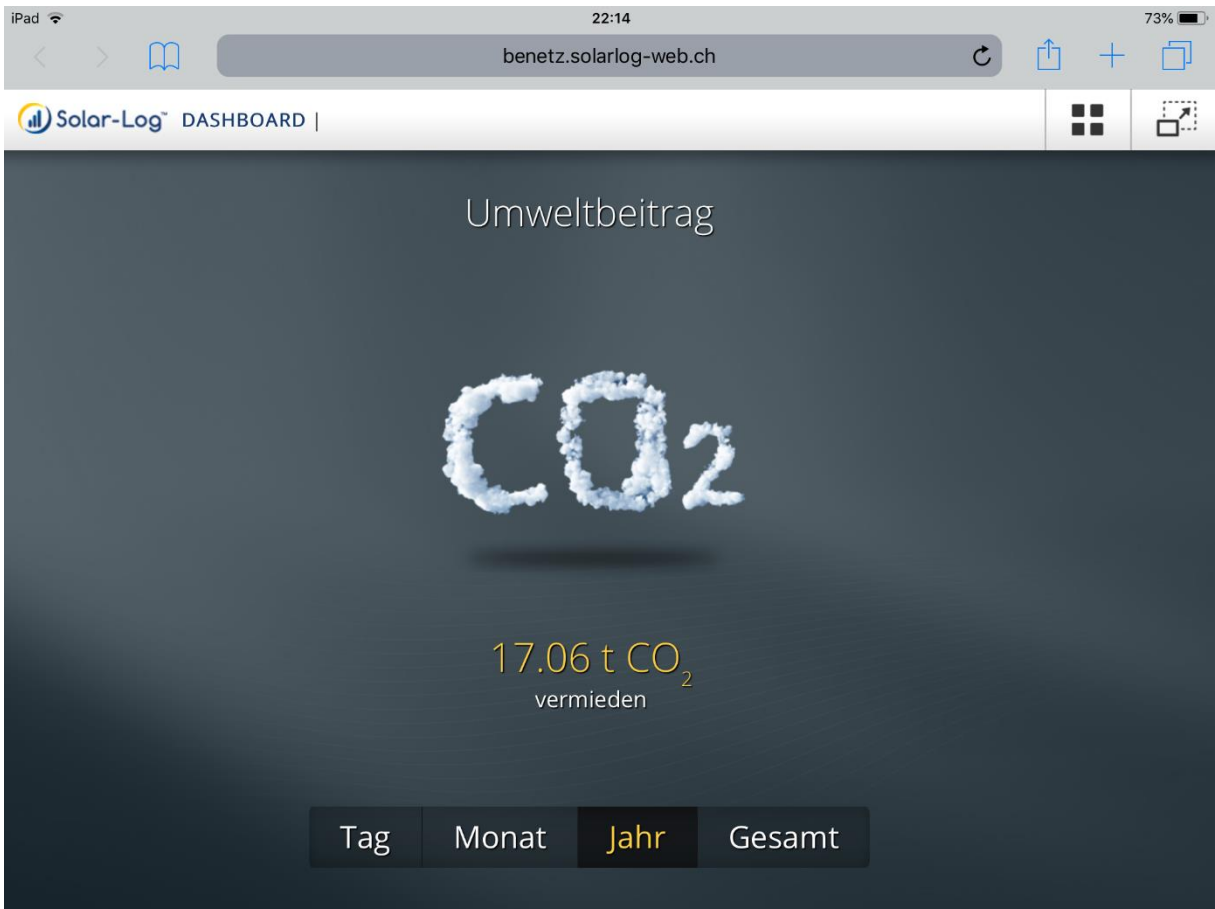 iPad 22:14 73%
benetz.solarlog-web.ch
Solar-Log™ DASHBOARD |
Umweltbeitrag
CO₂
17.06 t CO₂
vermieden
Tag Monat Jahr Gesamt